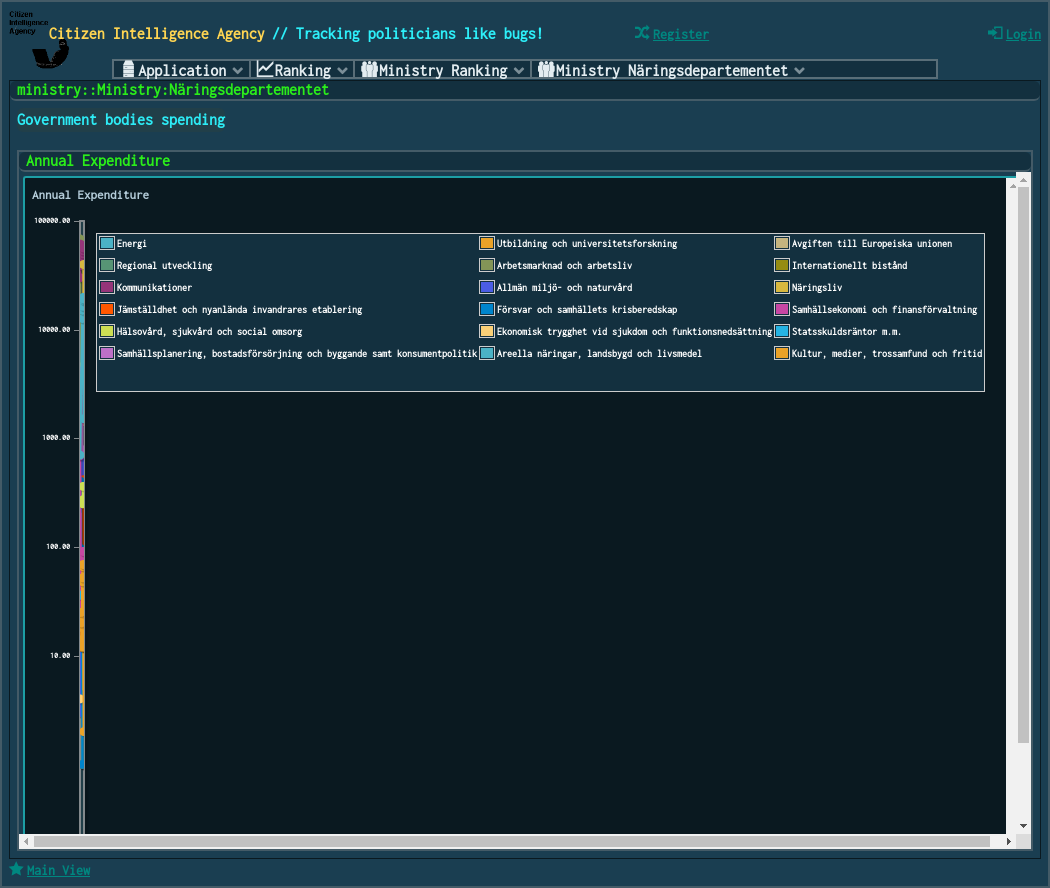 Citizen
Intelligence
Agency
Citizen Intelligence Agency // Tracking politicians like bugs!
Register
Login
Application
Ranking
Ministry Ranking
Ministry Näringsdepartementet
ministry::Ministry:Näringsdepartementet
Government bodies spending
Annual Expenditure
Annual Expenditure
100000.00
10000.00
1000.00
100.00
10.00
Energi
Utbildning och universitetsforskning
Avgiften till Europeiska unionen
Regional utveckling
Arbetsmarknad och arbetsliv
Internationellt bistånd
Kommunikationer
Allmän miljö- och naturvård
Näringsliv
Jämställdhet och nyanlända invandrares etablering
Försvar och samhällets krisberedskap
Samhällsekonomi och finansförvaltning
Hälsovård, sjukvård och social omsorg
Ekonomisk trygghet vid sjukdom och funktionsnedsättning
Statsskuldsräntor m.m.
Samhällsplanering, bostadsförsörjning och byggande samt konsumentpolitik
Areella näringar, landsbygd och livsmedel
Kultur, medier, trossamfund och fritid
Main View